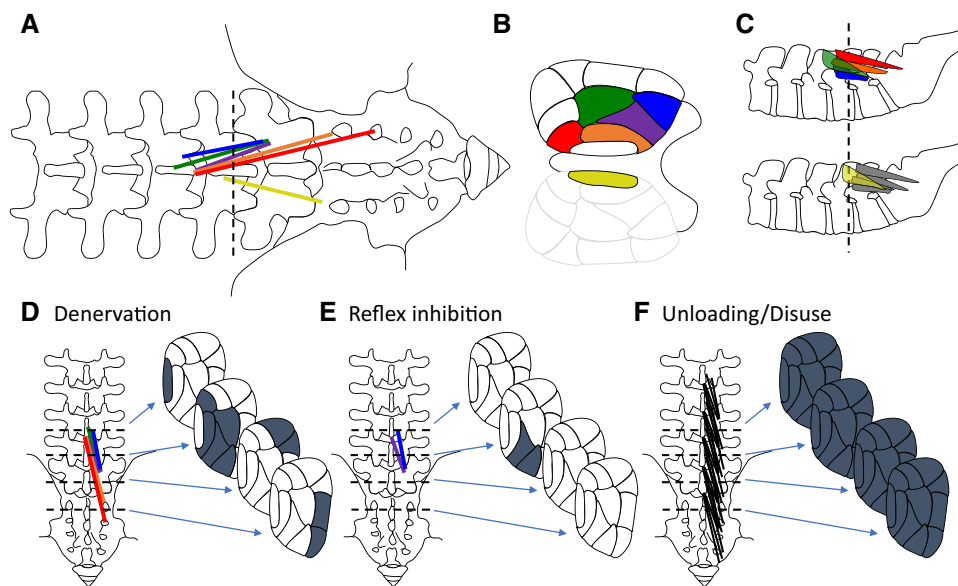 A
B
C
D Denervation
E Reflex inhibition
F Unloading/Disuse